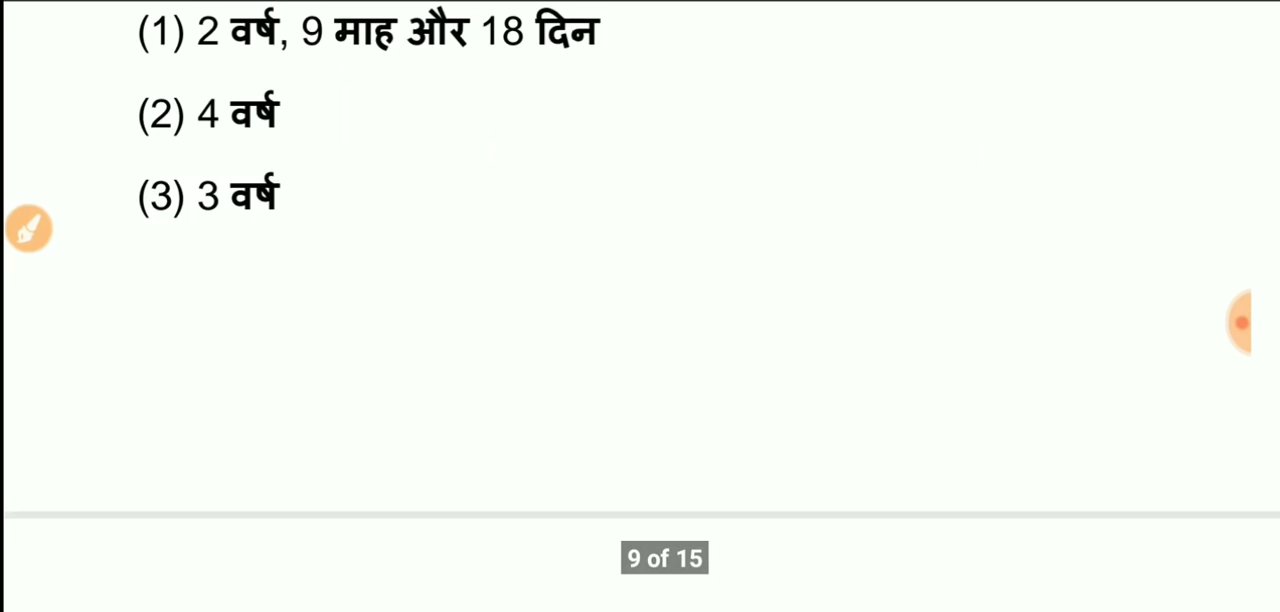 (1) 2 वर्ष, 9 माह और 18 दिन
(2) 4 वर्ष
(3) 3 वर्ष
9 of 15